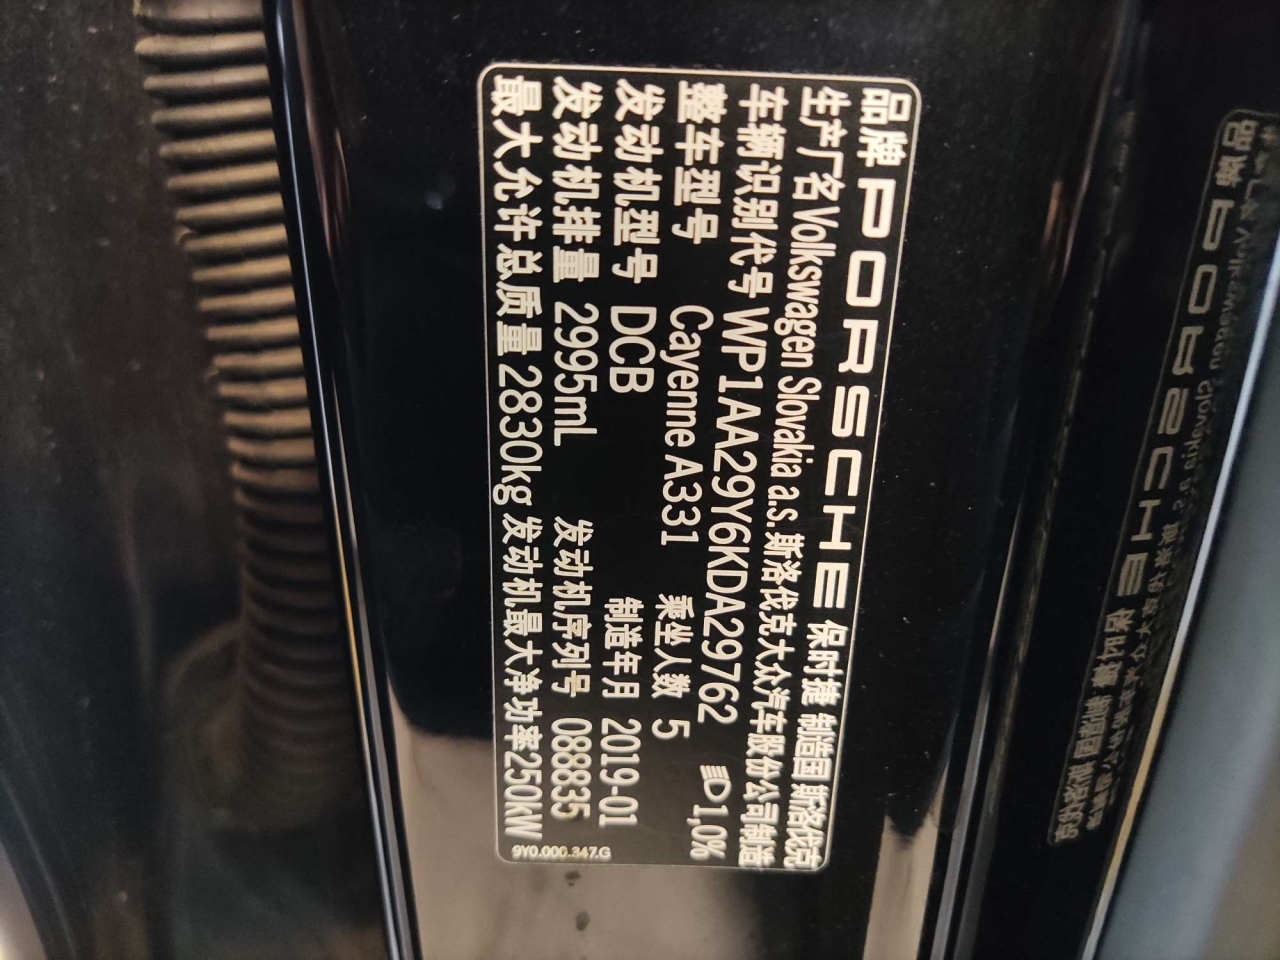 品牌 PORSCHE 保时捷 制造国 斯洛伐克
生产厂名 Volkswagen Slovakia a.s. 斯洛伐克大众汽车股份公司制造
车辆识别代号 WP1AA29Y6KDA29762 1,0%
整车型号 Cayenne A331 乘坐人数 5
发动机型号 DCB 制造年月 2019-01
发动机排量 2995mL 发动机序列号 088835
最大允许总质量 2830kg 发动机最大净功率250kW
9Y0.000.347.G